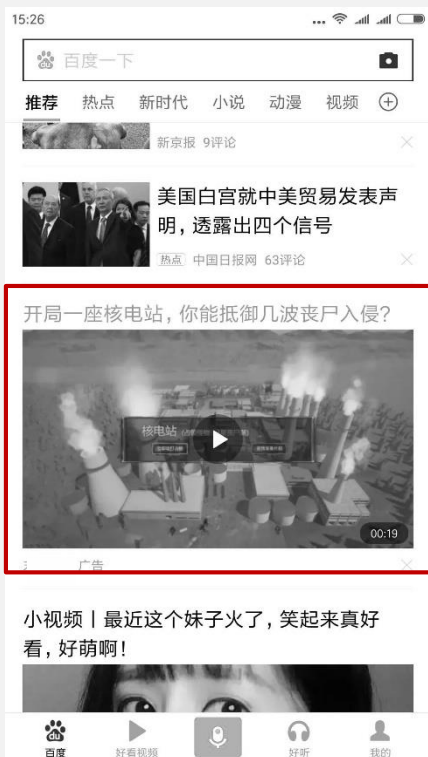 15:26
百度一下
推荐 热点 新时代 小说 动漫 视频
新京报 9评论
美国白宫就中美贸易发表声
明，透露出四个信号
热点 中国日报网 63评论
开局一座核电站，你能抵御几波丧尸入侵？
核电站
00:19
广告
小视频丨最近这个妹子火了，笑起来真好
看，好萌啊！
du
百度 好看视频 好听 我的